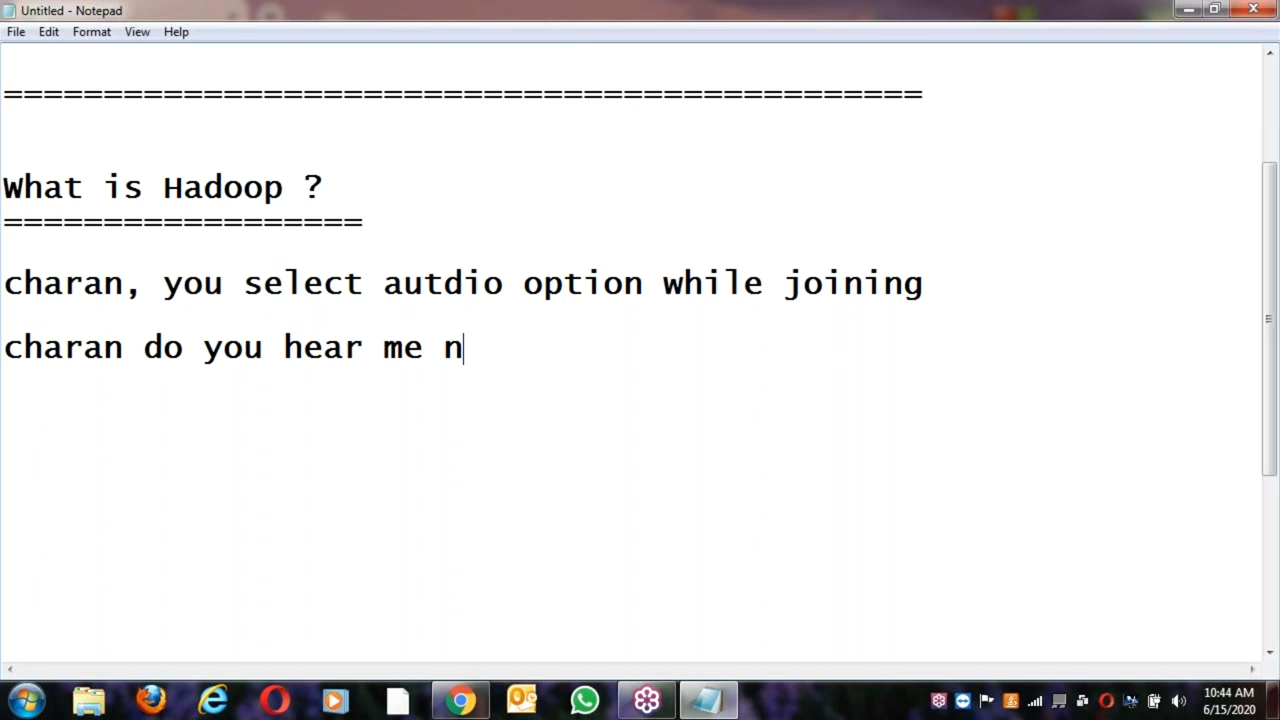 Untitled - Notepad
File Edit Format View Help
==============================================
What is Hadoop ?
==================
charan, you select autdio option while joining
charan do you hear me n
10:44 AM
6/15/2020